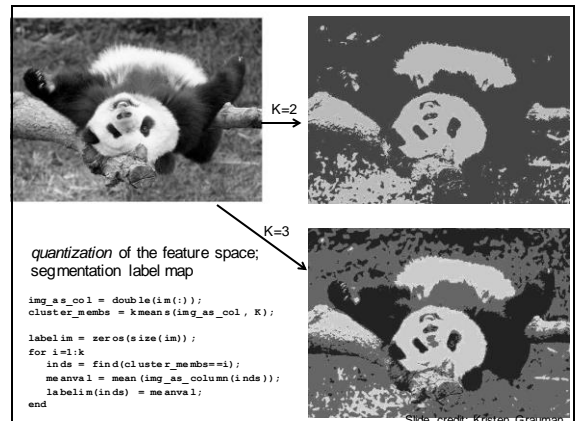 K=2
K=3
quantization of the feature space;
segmentation label map
img_as_col = double(im(:));
cluster_membs = kmeans(img_as_col, K);
labelim = zeros(size(im));
for i=1:k
inds = find(cluster_membs==i);
meanval = mean(img_as_column(inds));
labelim(inds) = meanval;
end
Slide credit: Kristen Grauman